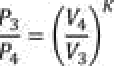 P₃/P₄ = (V₄/V₃)^K